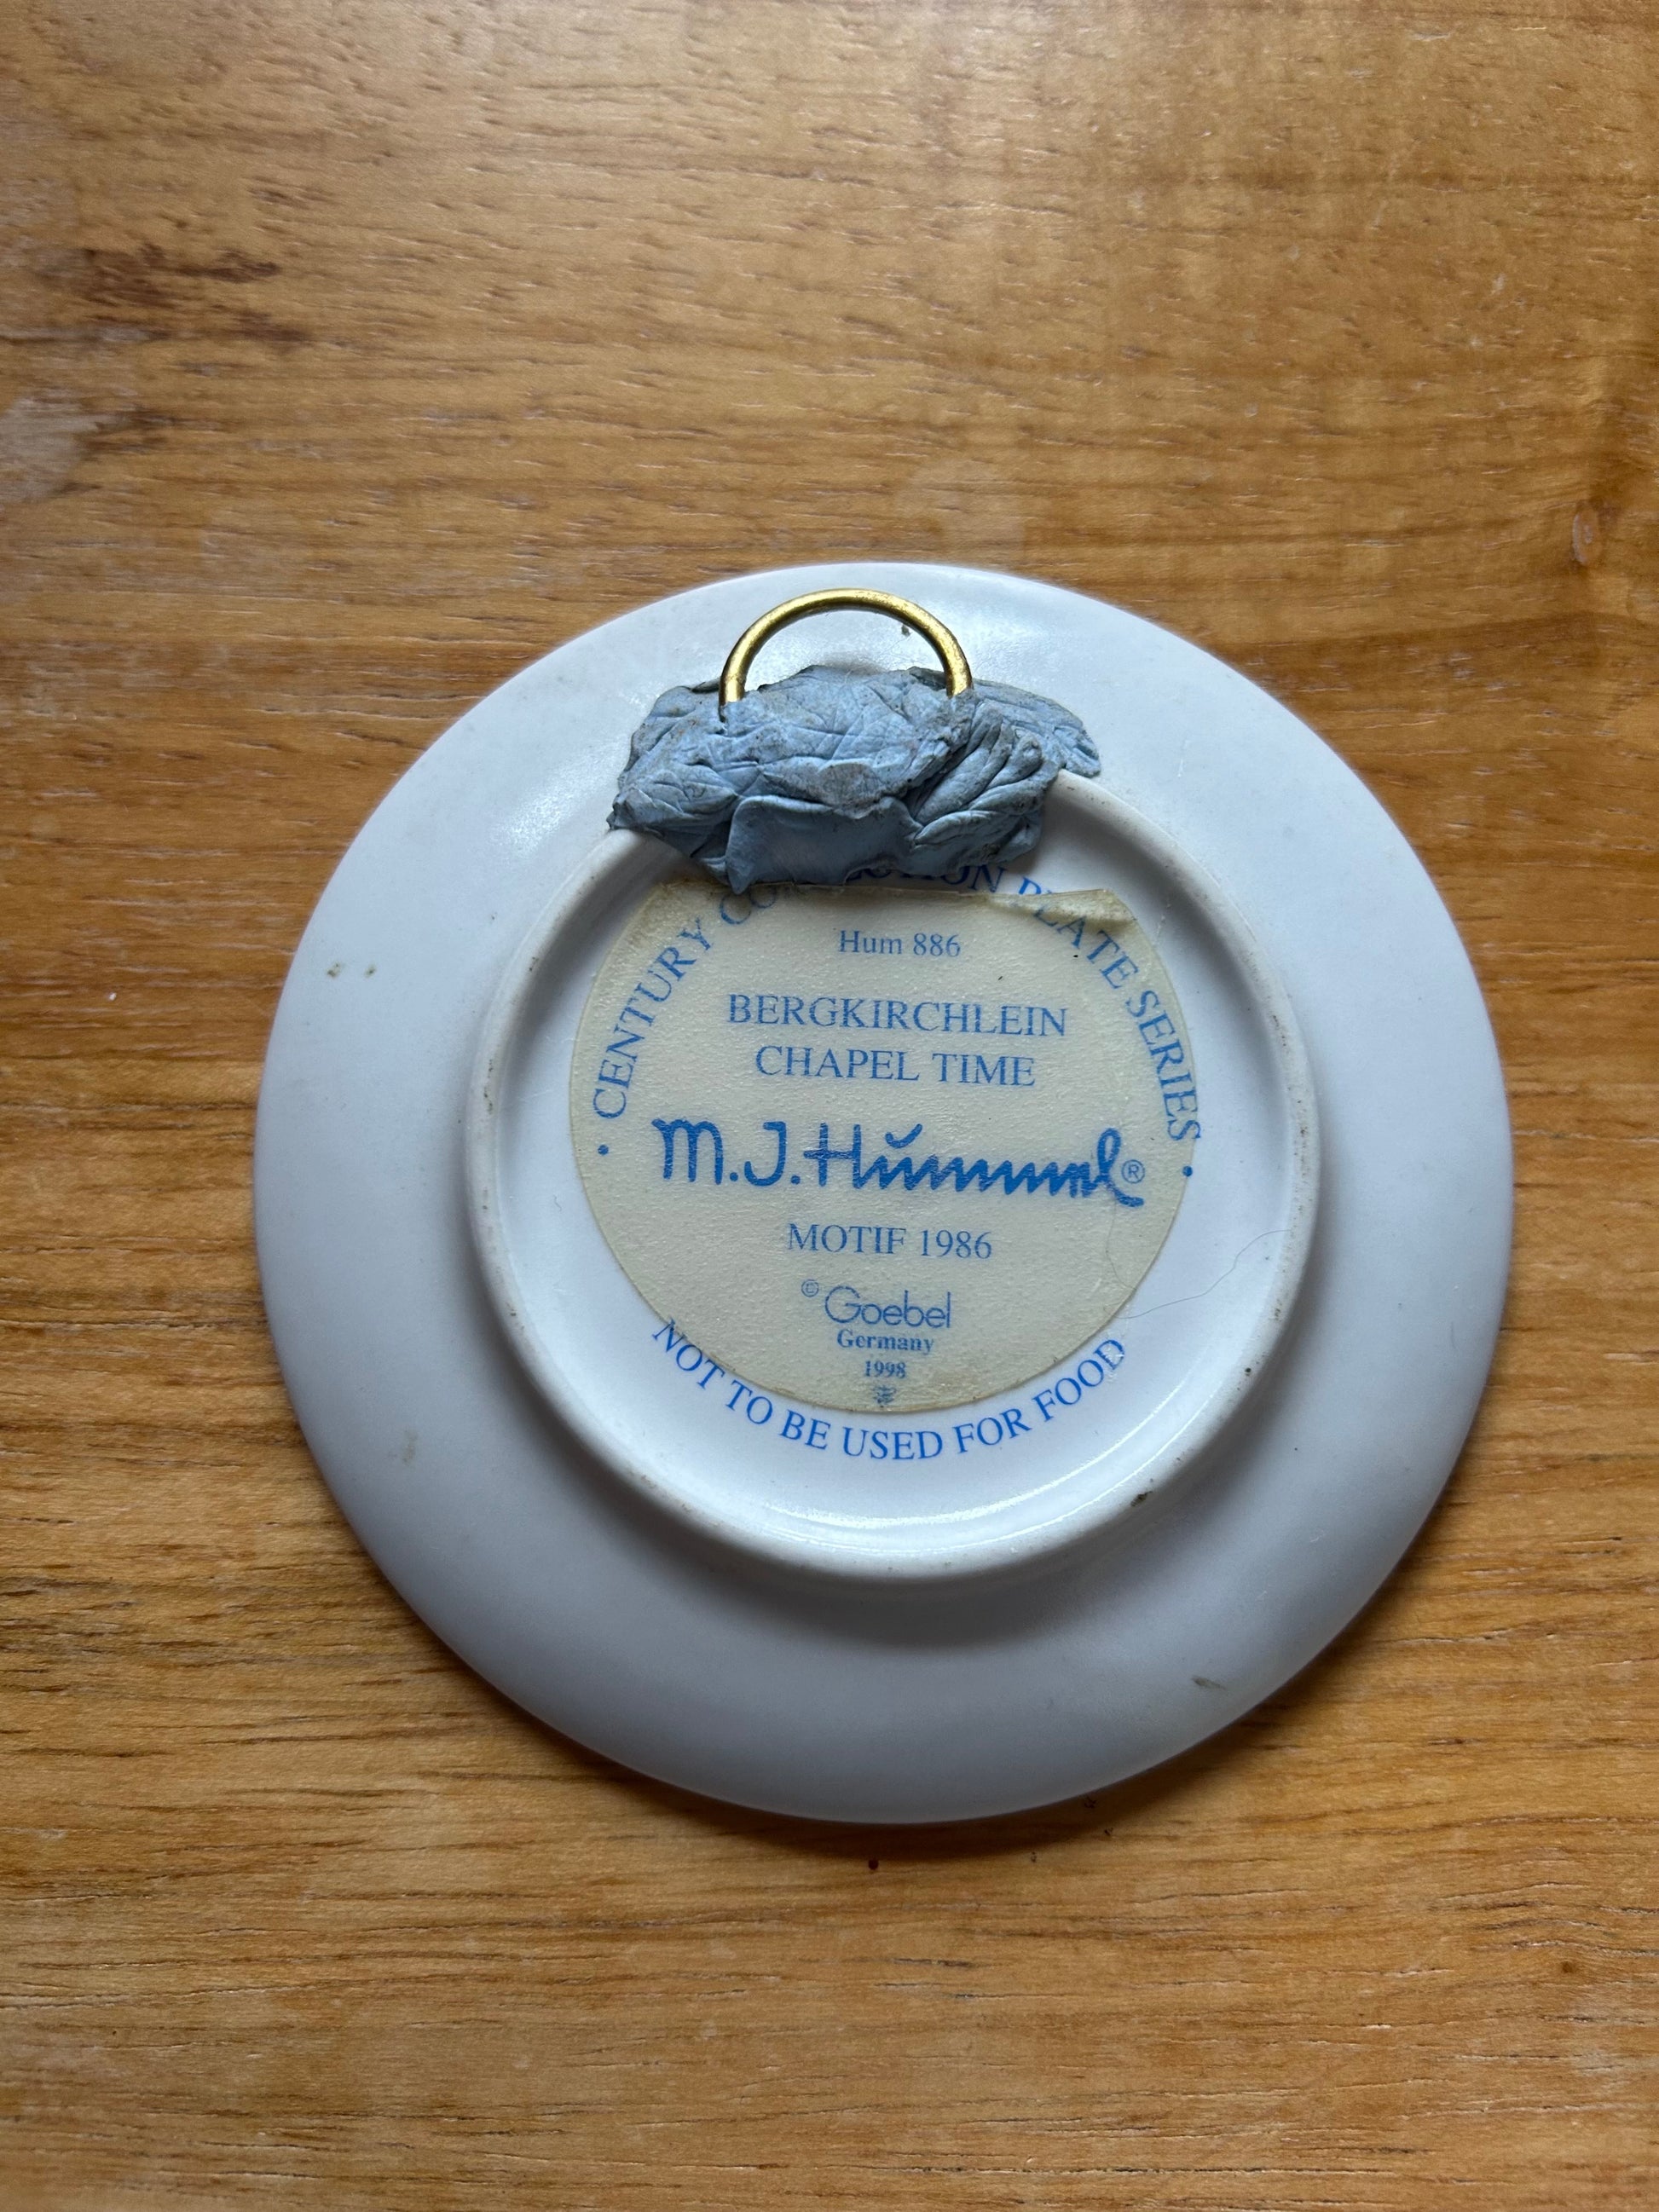 CENTURY CO TION PLATE SERIES
Hum 886
BERGKIRCHLEIN
CHAPEL TIME
M.J.Hummel®
MOTIF 1986
© Goebel
Germany
1998
NOT TO BE USED FOR FOOD